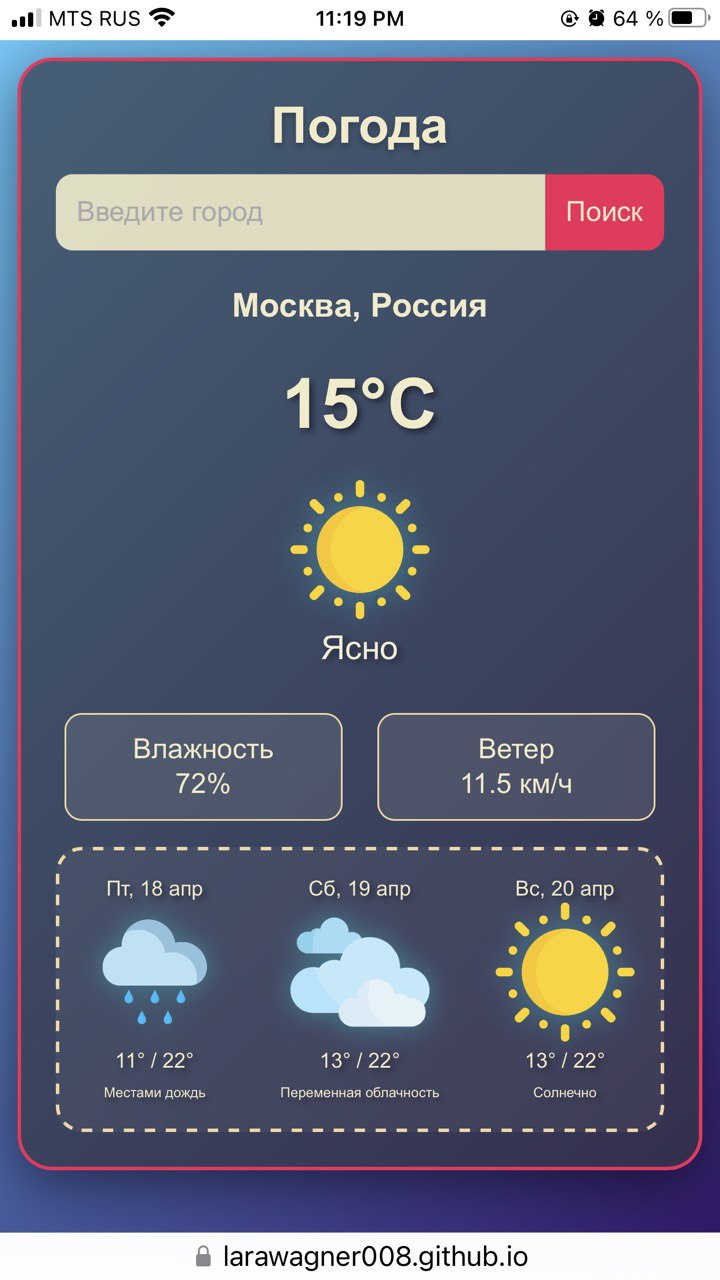 MTS RUS 11:19 PM 64 %
Погода
Введите город Поиск
Москва, Россия
15°C
Ясно
Влажность
72%
Ветер
11.5 км/ч
Пт, 18 апр
11° / 22°
Местами дождь
Сб, 19 апр
13° / 22°
Переменная облачность
Вс, 20 апр
13° / 22°
Солнечно
larawagner008.github.io